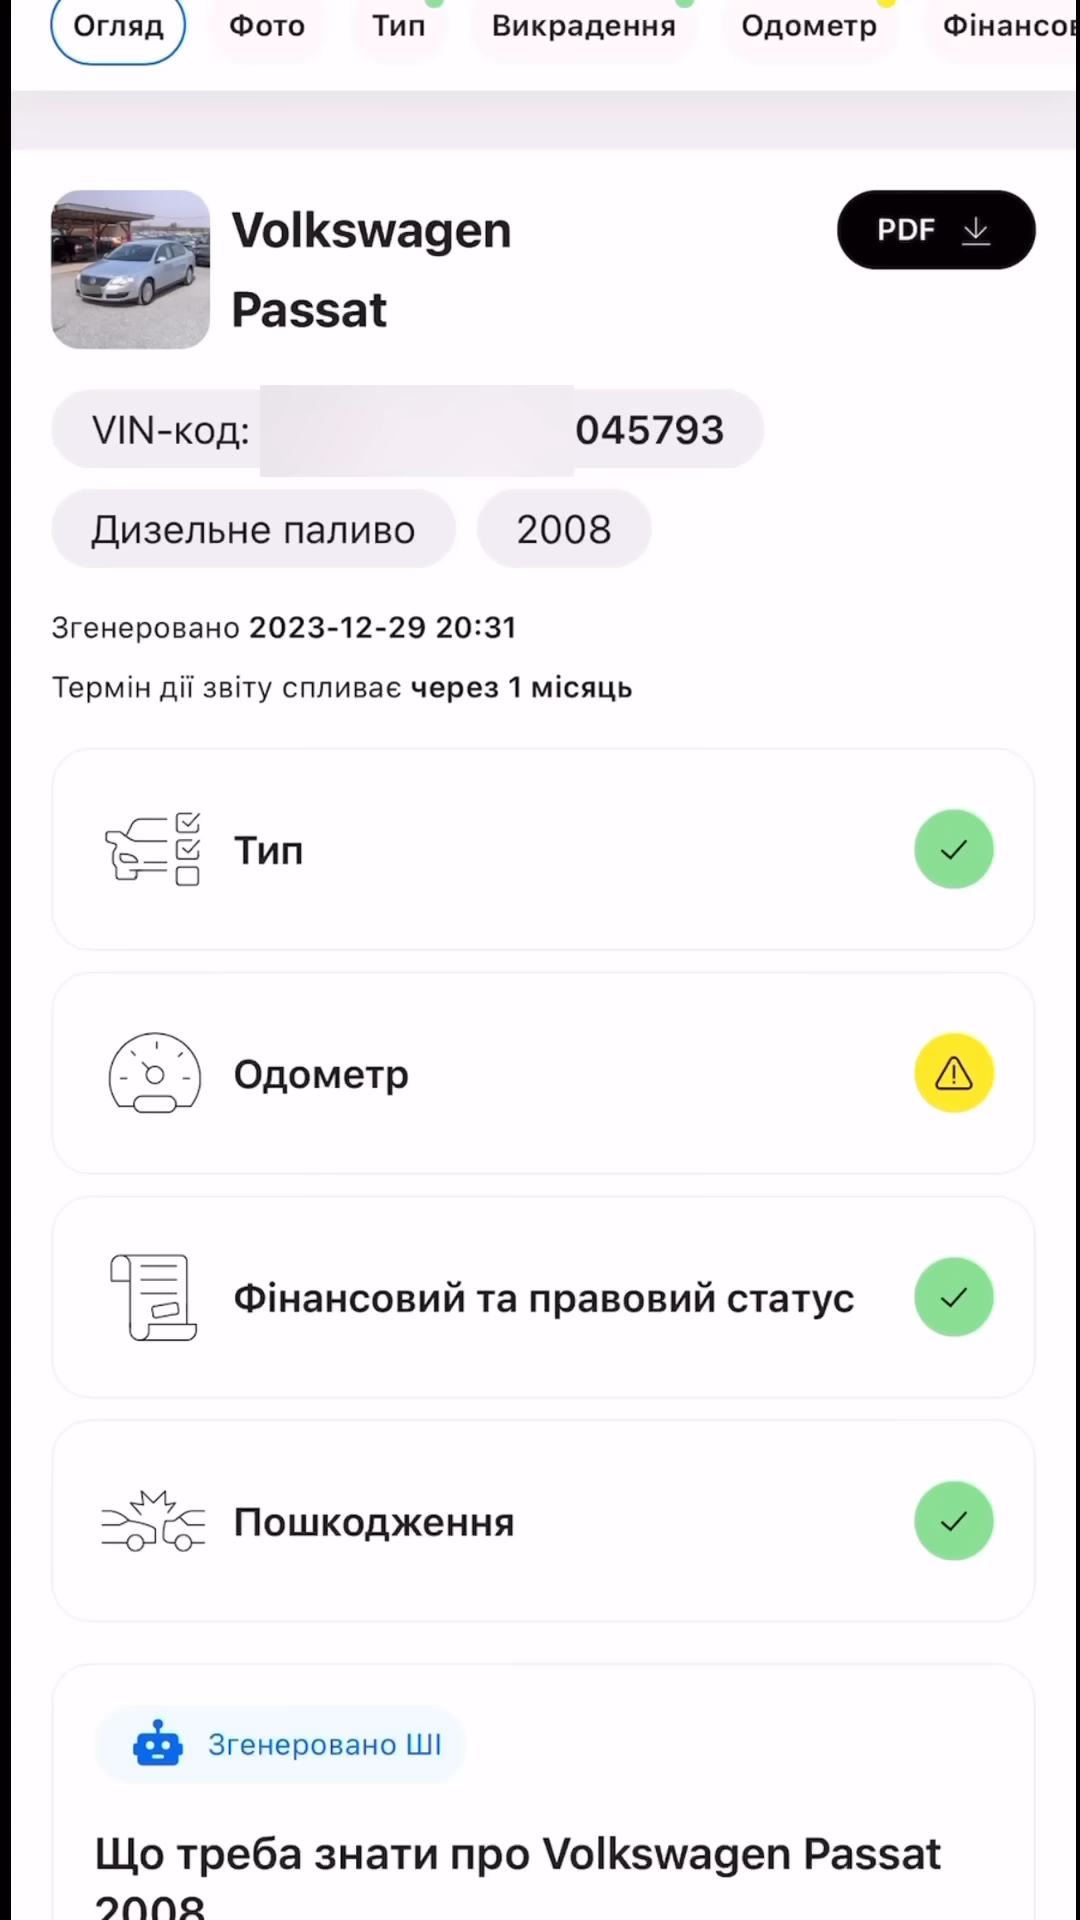 Огляд Фото Тип Викрадення Одометр
Volkswagen
Passat
PDF
VIN-код: 045793
Дизельне паливо 2008
Згенеровано 2023-12-29 20:31
Термін дії звіту спливає через 1 місяць
Тип
Одометр
Фінансовий та правовий статус
Пошкодження
Згенеровано ШІ
Що треба знати про Volkswagen Passat
2008